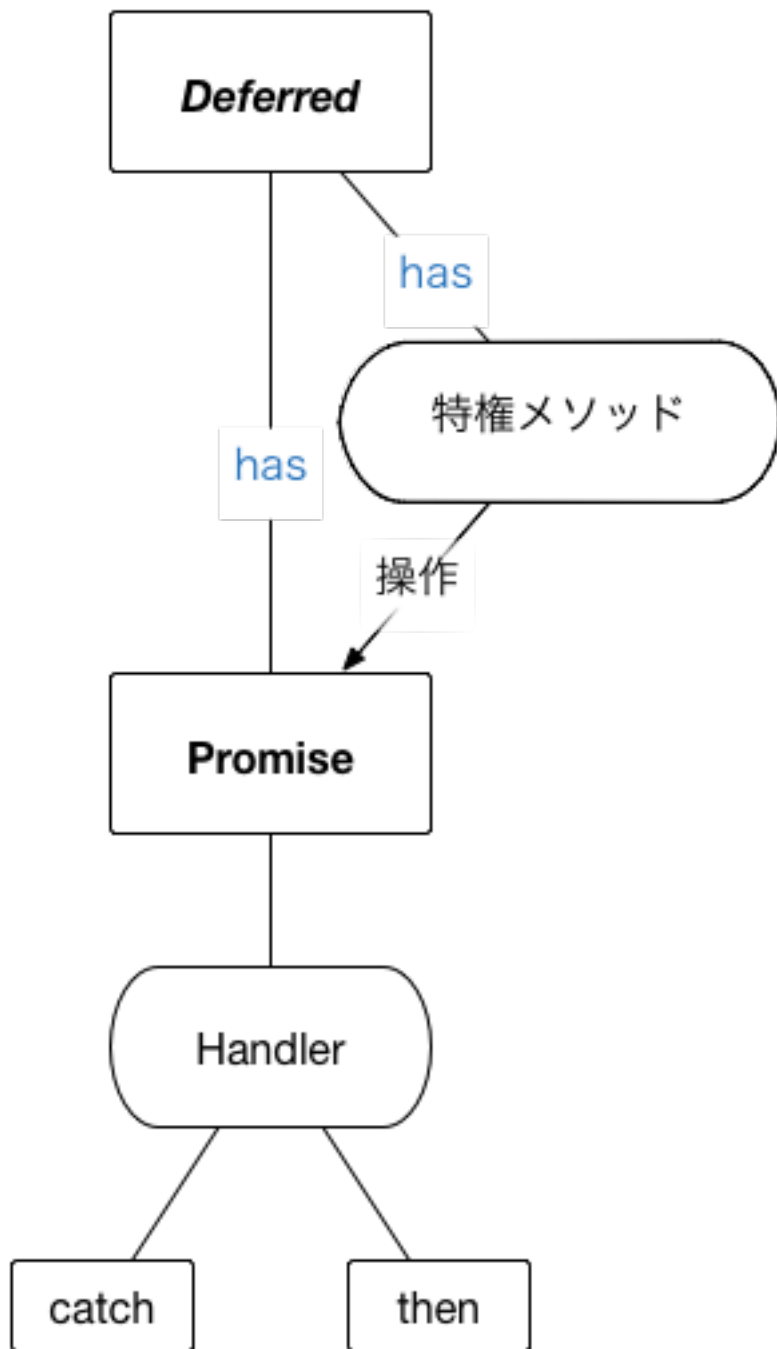 Deferred
has
特権メソッド
has
操作
Promise
Handler
catch
then